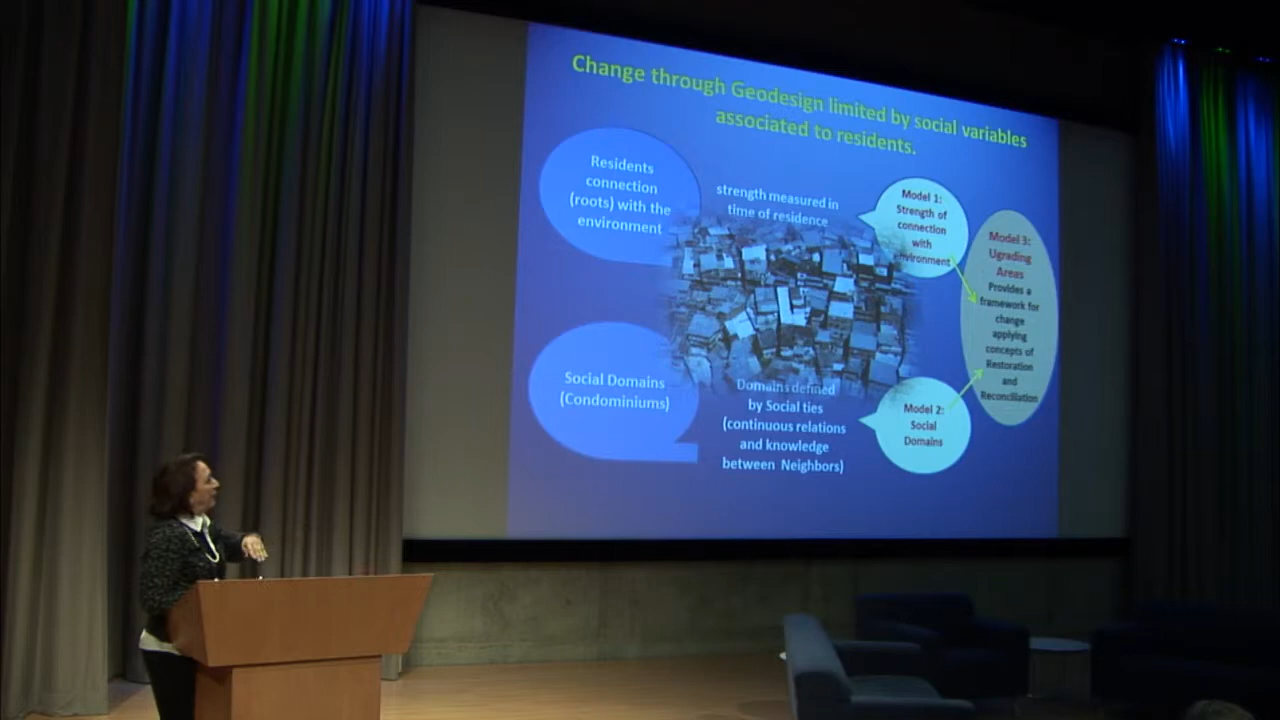 Change through Geodesign limited by social variables
associated to residents.
Residents
connection
(roots) with the
environment
strength measured in
time of residence
Model 1:
Strength of
connection
with
environment
Model 3:
Ugrading
Areas
Provides a
framework for
change
applying
concepts of
Restoration
and
Reconciliation
Social Domains
(Condominiums)
Domains defined
by Social ties
(continuous relations
and knowledge
between Neighbors)
Model 2:
Social
Domains